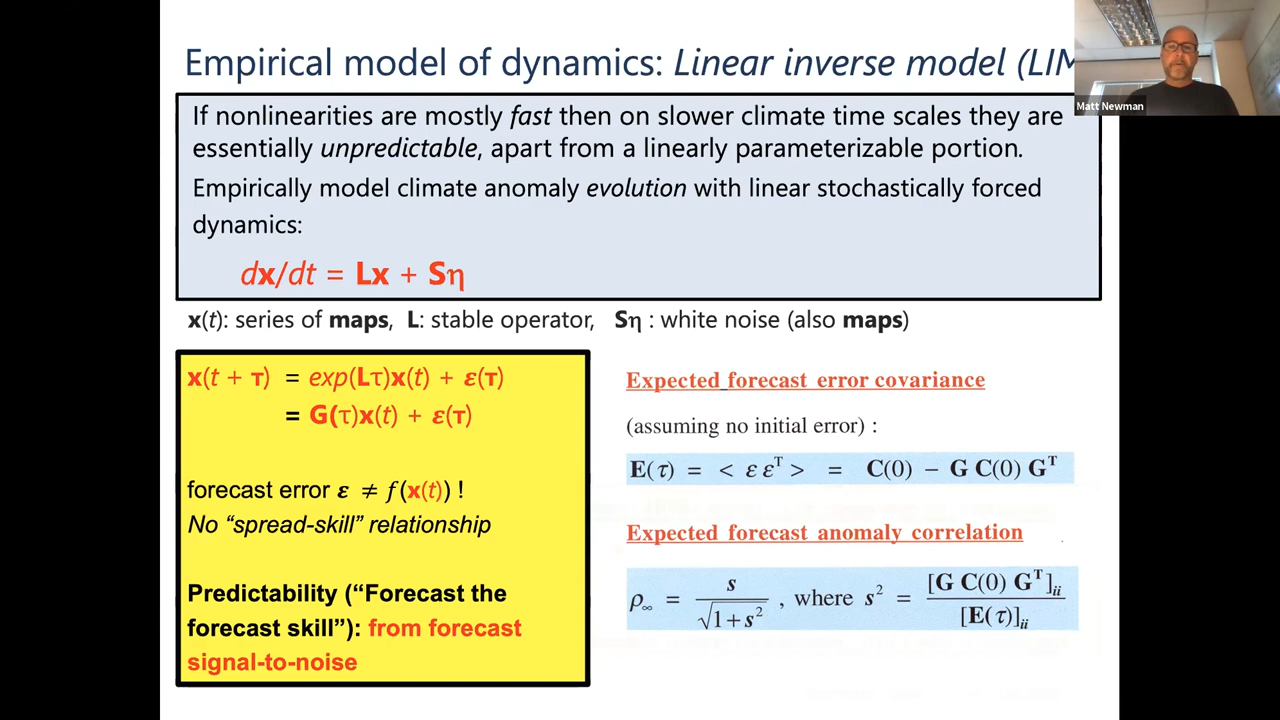 Empirical model of dynamics: Linear inverse model (LIM
Matt Newman
If nonlinearities are mostly fast then on slower climate time scales they are
essentially unpredictable, apart from a linearly parameterizable portion.
Empirically model climate anomaly evolution with linear stochastically forced
dynamics:
dx/dt = Lx + Sη
x(t): series of maps, L: stable operator, Sη : white noise (also maps)
x(t + τ) = exp(Lτ)x(t) + ε(τ)
= G(τ)x(t) + ε(τ)
forecast error ε ≠ f(x(t)) !
No “spread-skill” relationship
Predictability (“Forecast the
forecast skill”): from forecast
signal-to-noise
Expected forecast error covariance
(assuming no initial error) :
E(τ) = < ε ε^T > = C(0) − G C(0) G^T
Expected forecast anomaly correlation
ρ_∞ = s / √(1+s²) , where s² = [G C(0) G^T]_ii / [E(τ)]_ii